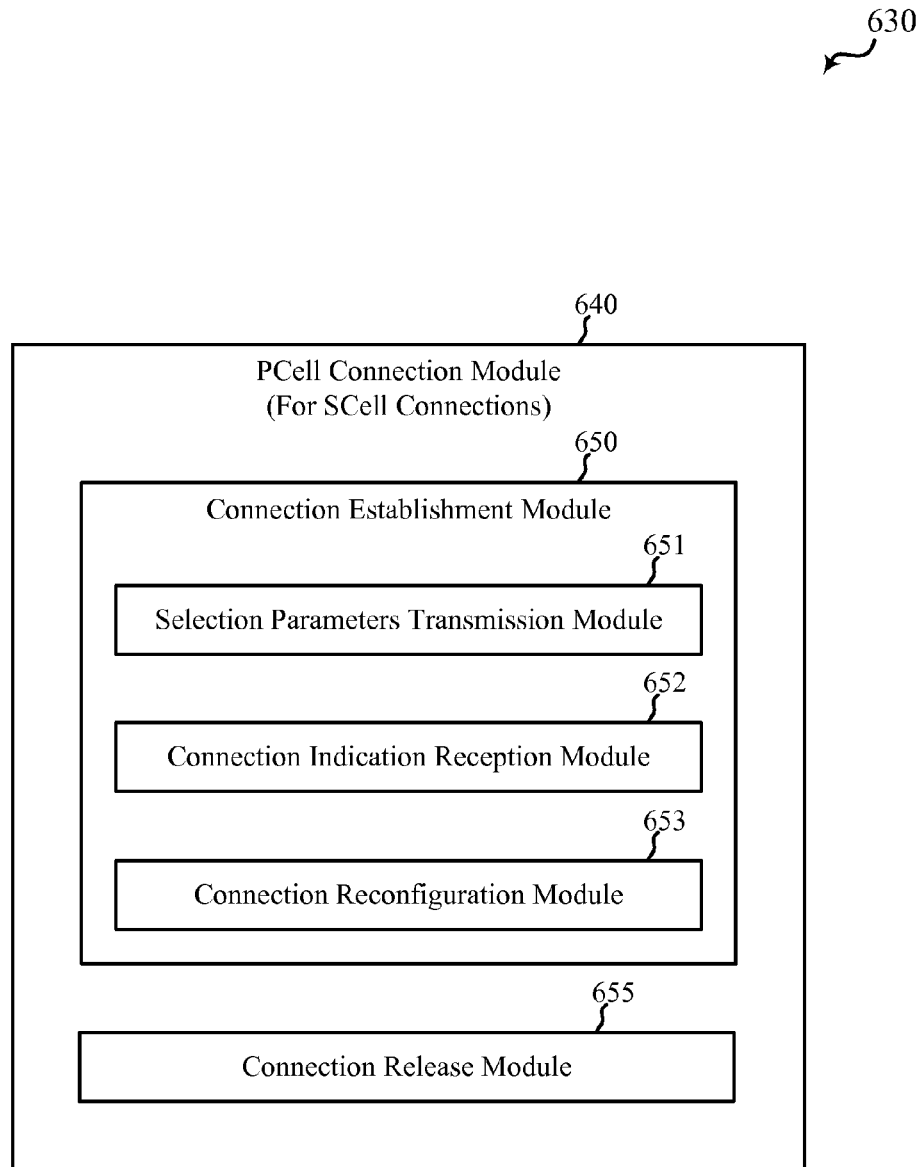 630
640
PCell Connection Module
(For SCell Connections)
650
Connection Establishment Module
651
Selection Parameters Transmission Module
652
Connection Indication Reception Module
653
Connection Reconfiguration Module
655
Connection Release Module